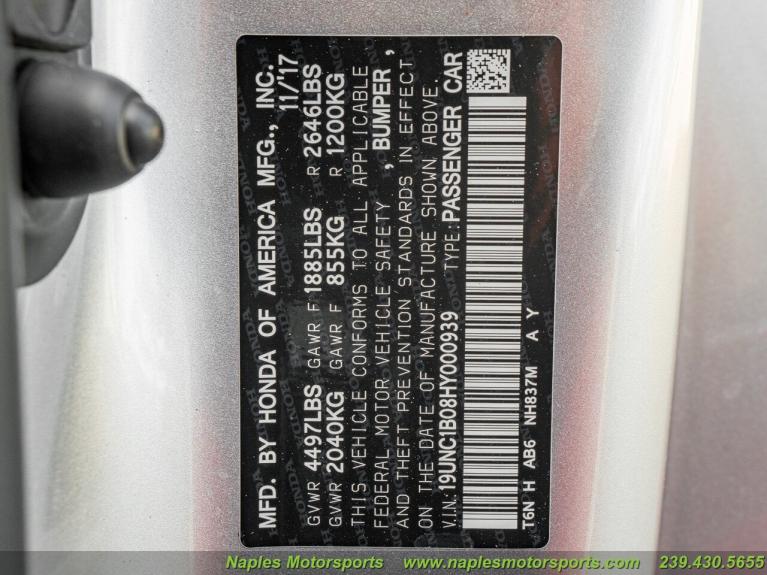 MFD. BY HONDA OF AMERICA MFG., INC.
11/'17
GVWR 4497LBS GAWR F 1885LBS R 2646LBS
GVWR 2040KG GAWR F 855KG R 1200KG
THIS VEHICLE CONFORMS TO ALL APPLICABLE
FEDERAL MOTOR VEHICLE SAFETY , BUMPER,
AND THEFT PREVENTION STANDARDS IN EFFECT
ON THE DATE OF MANUFACTURE SHOWN ABOVE.
V.I.N: 19UNC1B08HY000939 TYPE: PASSENGER CAR
T6N H AB6 NH837M A Y
Naples Motorsports www.naplesmotorsports.com 239.430.5655